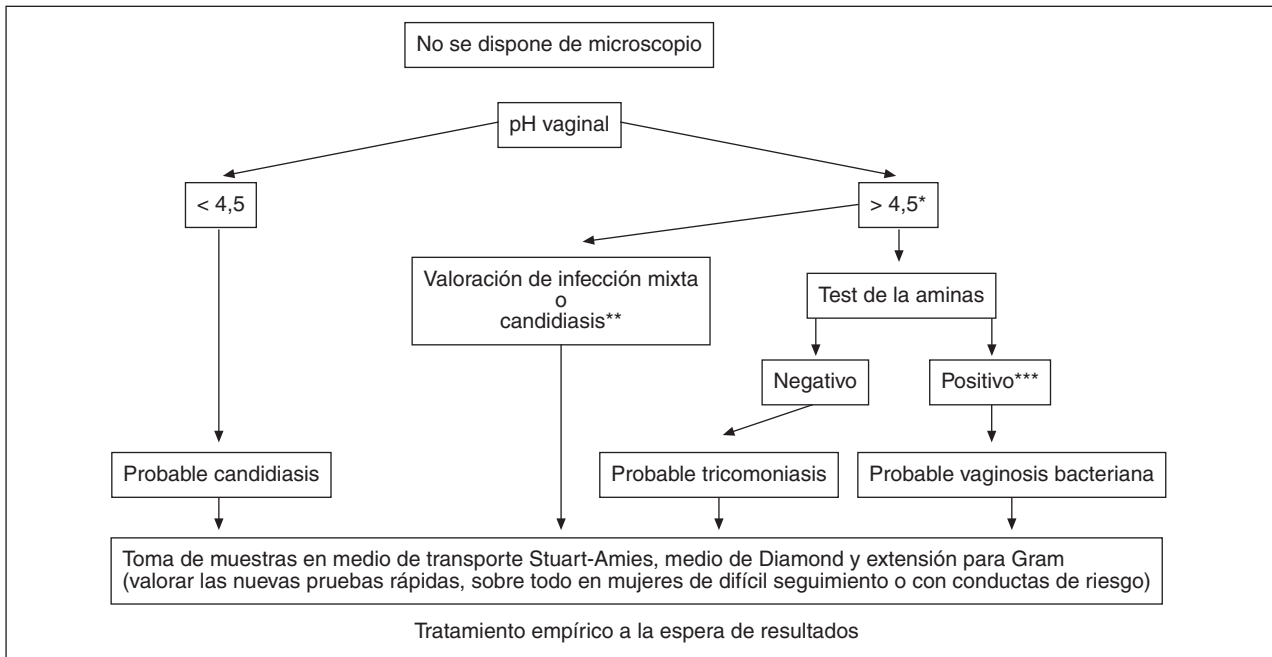 No se dispone de microscopio
pH vaginal
< 4,5
> 4,5*
Valoración de infección mixta
o
candidiasis**
Test de la aminas
Negativo
Positivo***
Probable candidiasis
Probable tricomoniasis
Probable vaginosis bacteriana
Toma de muestras en medio de transporte Stuart-Amies, medio de Diamond y extensión para Gram
(valorar las nuevas pruebas rápidas, sobre todo en mujeres de difícil seguimiento o con conductas de riesgo)
Tratamiento empírico a la espera de resultados